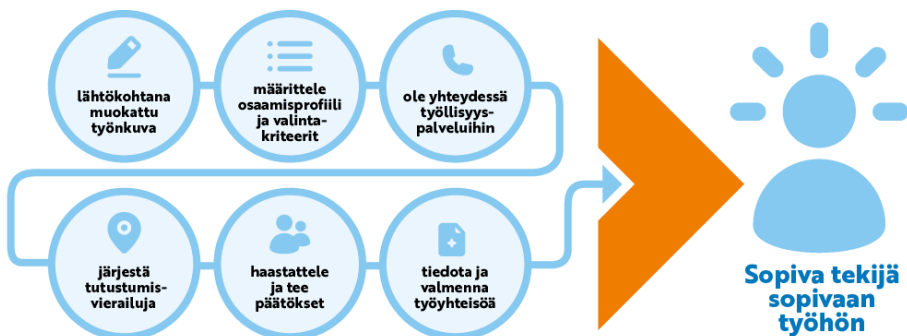 lähtökohtana
muokattu
työnkuva
määrittele
osaamisprofiili
ja valinta-
kriteerit
ole yhteydessä
työllisyys-
palveluihin
järjestä
tutustumis-
vierailuja
haastattele
ja tee
päätökset
tiedota ja
valmenna
työyhteisöä
Sopiva tekijä
sopivaan
työhön